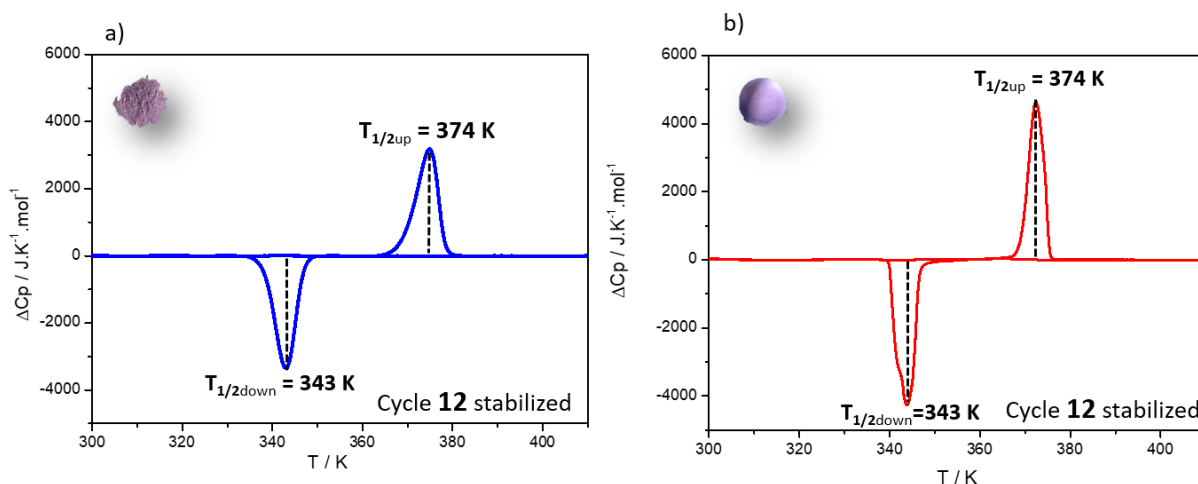 a)
6000
4000
2000
0
-2000
-4000
ΔCp / J.K-1.mol-1
T1/2up = 374 K
T1/2down = 343 K
Cycle 12 stabilized
300 320 340 360 380 400
T / K
b)
6000
4000
2000
0
-2000
-4000
ΔCp / J.K-1.mol-1
T1/2up = 374 K
T1/2down =343 K
Cycle 12 stabilized
300 320 340 360 380 400
T / K